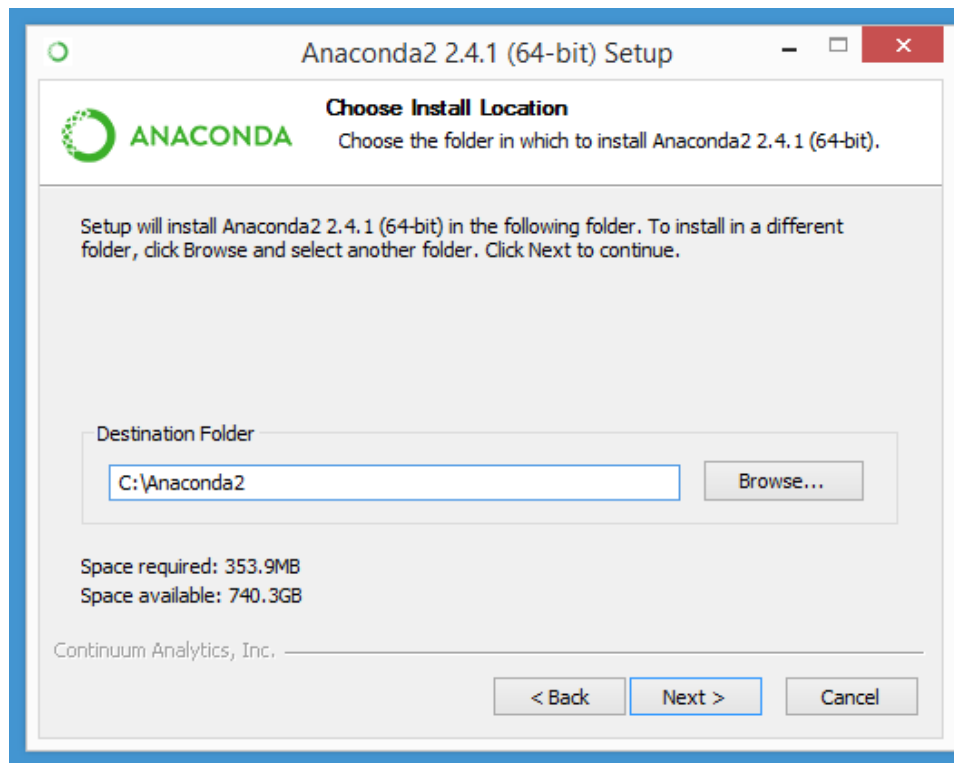 Anaconda2 2.4.1 (64-bit) Setup
ANACONDA
Choose Install Location
Choose the folder in which to install Anaconda2 2.4.1 (64-bit).
Setup will install Anaconda2 2.4.1 (64-bit) in the following folder. To install in a different
folder, click Browse and select another folder. Click Next to continue.
Destination Folder
C:\Anaconda2
Browse...
Space required: 353.9MB
Space available: 740.3GB
Continuum Analytics, Inc.
< Back
Next >
Cancel